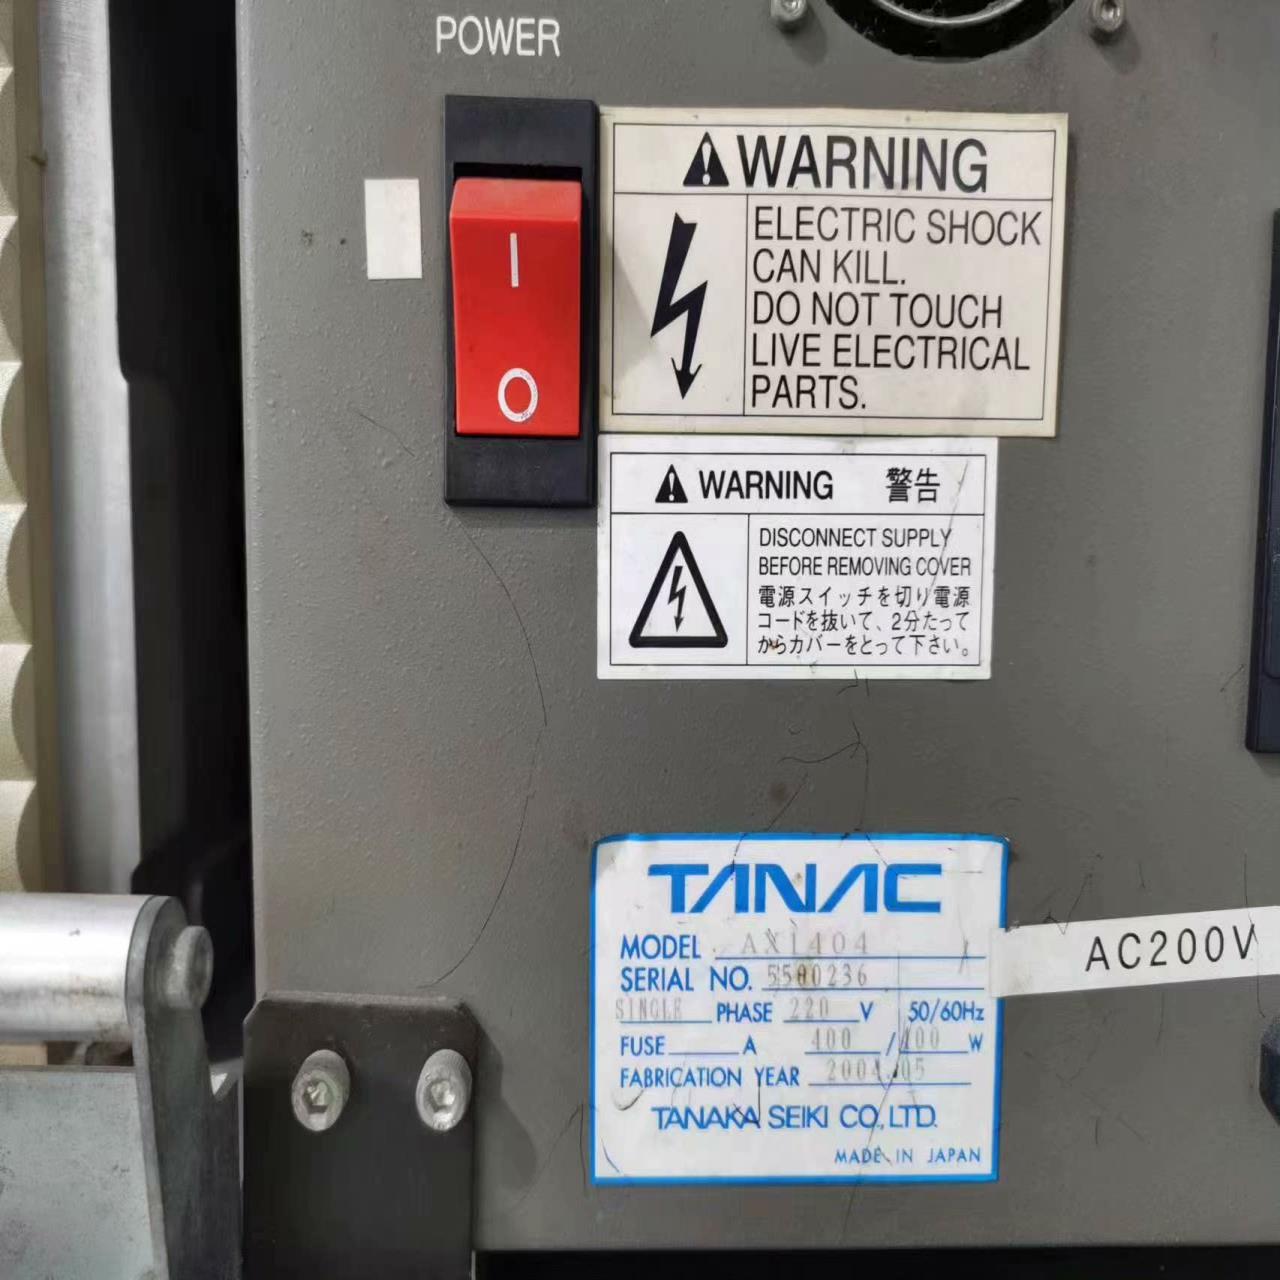 POWER
WARNING
ELECTRIC SHOCK
CAN KILL.
DO NOT TOUCH
LIVE ELECTRICAL
PARTS.
WARNING 警告
DISCONNECT SUPPLY
BEFORE REMOVING COVER
電源スイッチを切り電源
コードを抜いて、2分たって
からカバーをとって下さい。
TANAC
MODEL AX1404
SERIAL NO. 5500236
SINGLE PHASE 220 V 50/60Hz
FUSE A 400 / 400 W
FABRICATION YEAR 2004.05
TANAKA SEIKI CO., LTD.
MADE IN JAPAN
AC200V